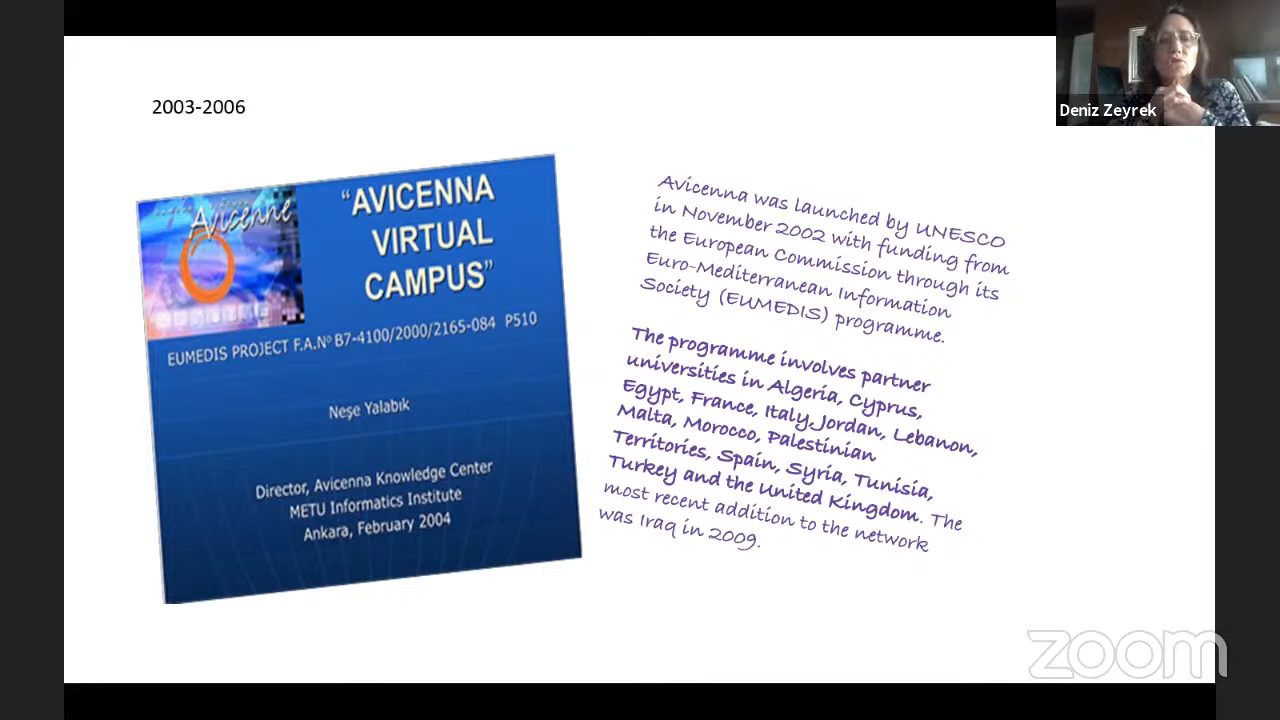 2003-2006
Deniz Zeyrek
Avicenne
“AVICENNA
VIRTUAL
CAMPUS”
EUMEDIS PROJECT F.A.Nº B7-4100/2000/2165-084 P510
Neşe Yalabık
Director, Avicenna Knowledge Center
METU Informatics Institute
Ankara, February 2004
Avicenna was launched by UNESCO
in November 2002 with funding from
the European Commission through its
Euro-Mediterranean Information
Society (EUMEDIS) programme.
The programme involves partner
universities in Algeria, Cyprus,
Egypt, France, Italy, Jordan, Lebanon,
Malta, Morocco, Palestinian
Territories, Spain, Syria, Tunisia,
Turkey and the United Kingdom. The
most recent addition to the network
was Iraq in 2009.
zoom